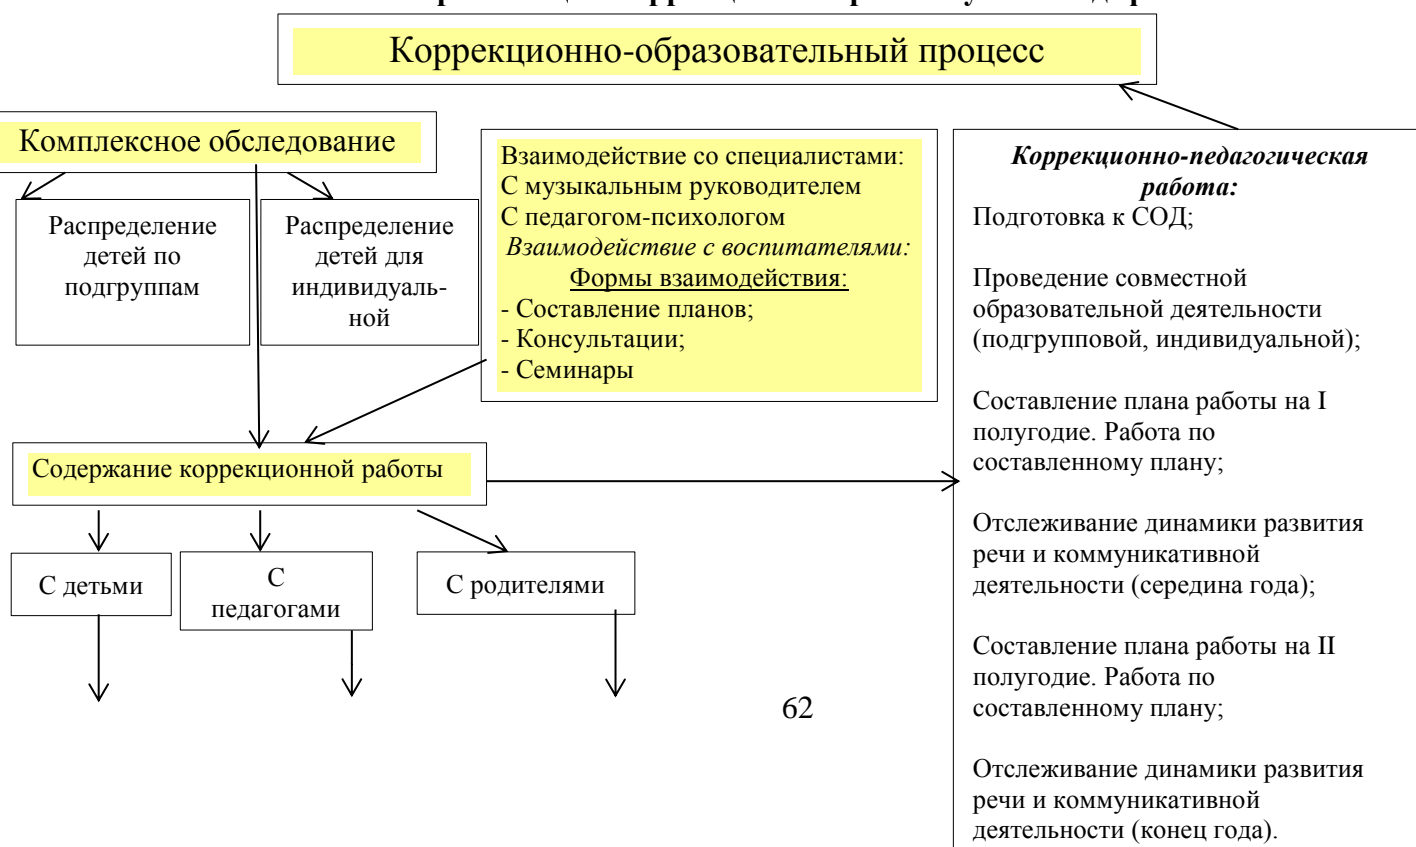 Коррекционно-образовательный процесс
Комплексное обследование
Распределение
детей по
подгруппам
Распределение
детей для
индивидуаль-
ной
Взаимодействие со специалистами:
С музыкальным руководителем
С педагогом-психологом
Взаимодействие с воспитателями:
Формы взаимодействия:
- Составление планов;
- Консультации;
- Семинары
Содержание коррекционной работы
С детьми
С
педагогами
С родителями
Коррекционно-педагогическая
работа:
Подготовка к СОД;
Проведение совместной
образовательной деятельности
(подгрупповой, индивидуальной);
Составление плана работы на I
полугодие. Работа по
составленному плану;
Отслеживание динамики развития
речи и коммуникативной
деятельности (середина года);
Составление плана работы на II
полугодие. Работа по
составленному плану;
Отслеживание динамики развития
речи и коммуникативной
деятельности (конец года).
62